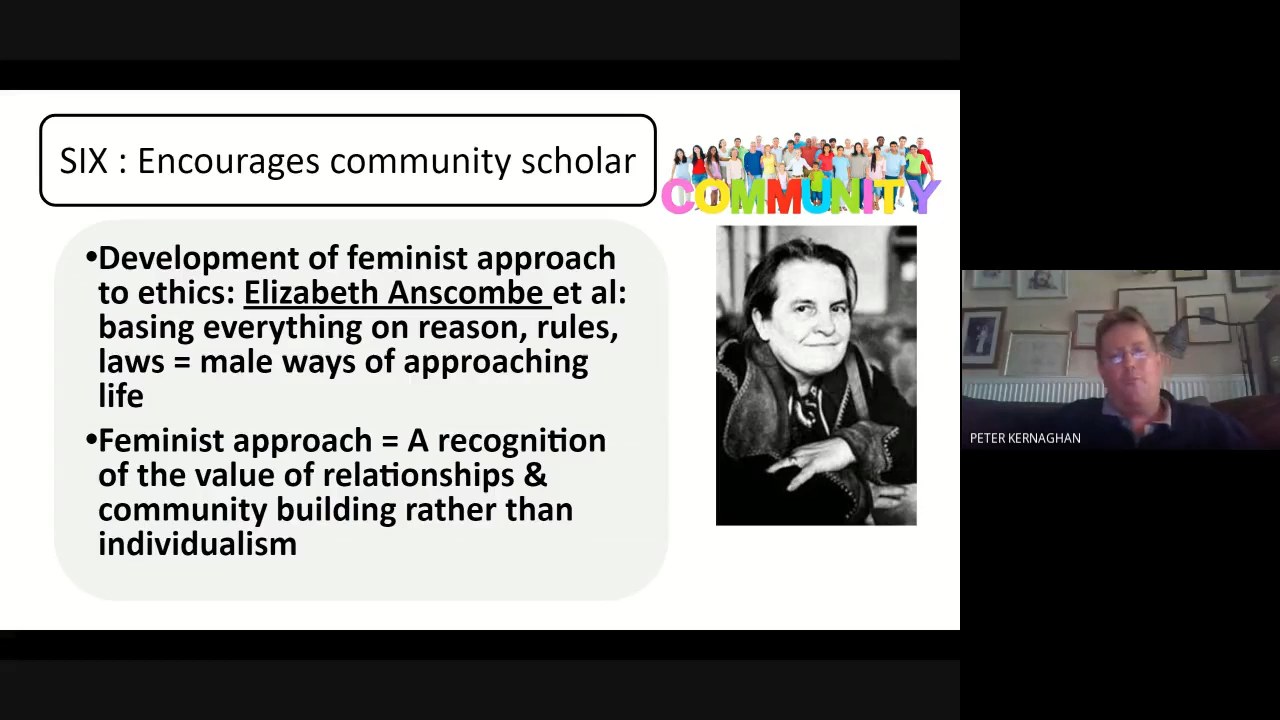 SIX : Encourages community scholar
COMMUNITY
•Development of feminist approach
to ethics: Elizabeth Anscombe et al:
basing everything on reason, rules,
laws = male ways of approaching
life
•Feminist approach = A recognition
of the value of relationships &
community building rather than
individualism
PETER KERNAGHAN